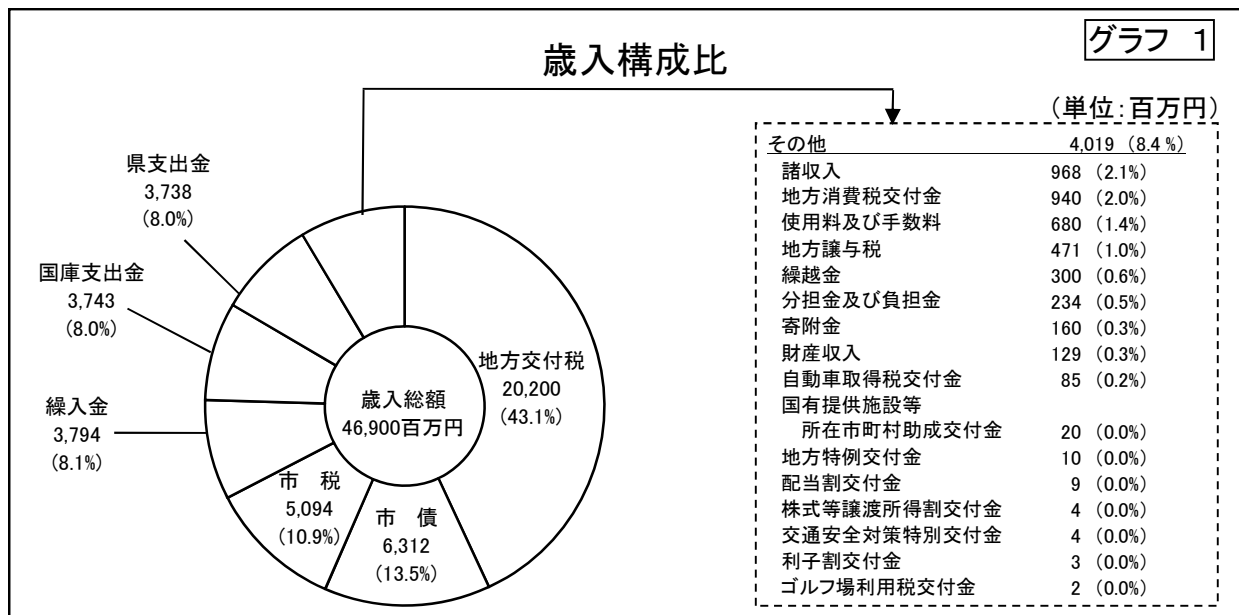 グラフ 1
歳入構成比
(単位:百万円)
その他 4,019 (8.4%)
諸収入 968 (2.1%)
地方消費税交付金 940 (2.0%)
使用料及び手数料 680 (1.4%)
地方譲与税 471 (1.0%)
繰越金 300 (0.6%)
分担金及び負担金 234 (0.5%)
寄附金 160 (0.3%)
財産収入 129 (0.3%)
自動車取得税交付金 85 (0.2%)
国有提供施設等
所在市町村助成交付金 20 (0.0%)
地方特例交付金 10 (0.0%)
配当割交付金 9 (0.0%)
株式等譲渡所得割交付金 4 (0.0%)
交通安全対策特別交付金 4 (0.0%)
利子割交付金 3 (0.0%)
ゴルフ場利用税交付金 2 (0.0%)
県支出金
3,738
(8.0%)
国庫支出金
3,743
(8.0%)
繰入金
3,794
(8.1%)
市 税
5,094
(10.9%)
市 債
6,312
(13.5%)
地方交付税
20,200
(43.1%)
歳入総額
46,900百万円